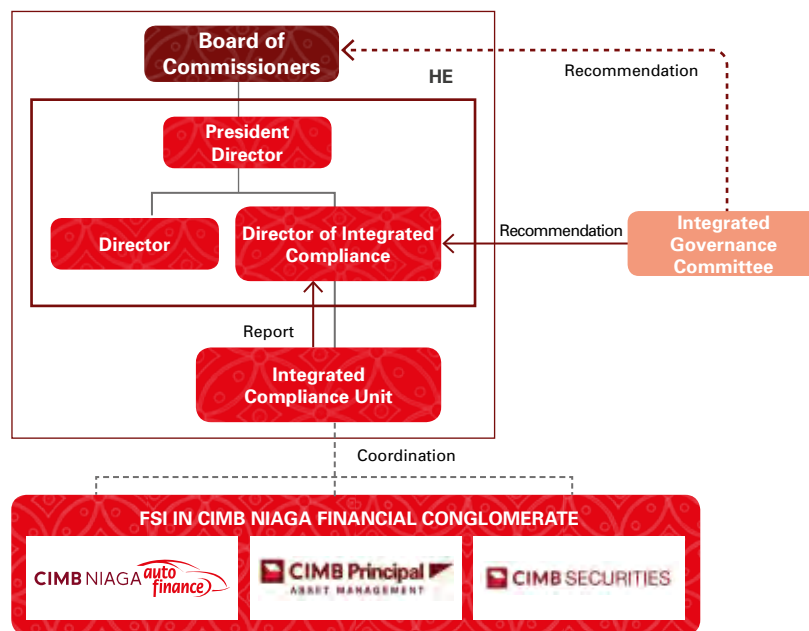 Board of
Commissioners
HE
Recommendation
President
Director
Director
Director of Integrated
Compliance
Recommendation
Integrated
Governance
Committee
Report
Integrated
Compliance Unit
Coordination
FSI IN CIMB NIAGA FINANCIAL CONGLOMERATE
CIMB NIAGA auto finance
CIMB Principal
ASSET MANAGEMENT
CIMB SECURITIES